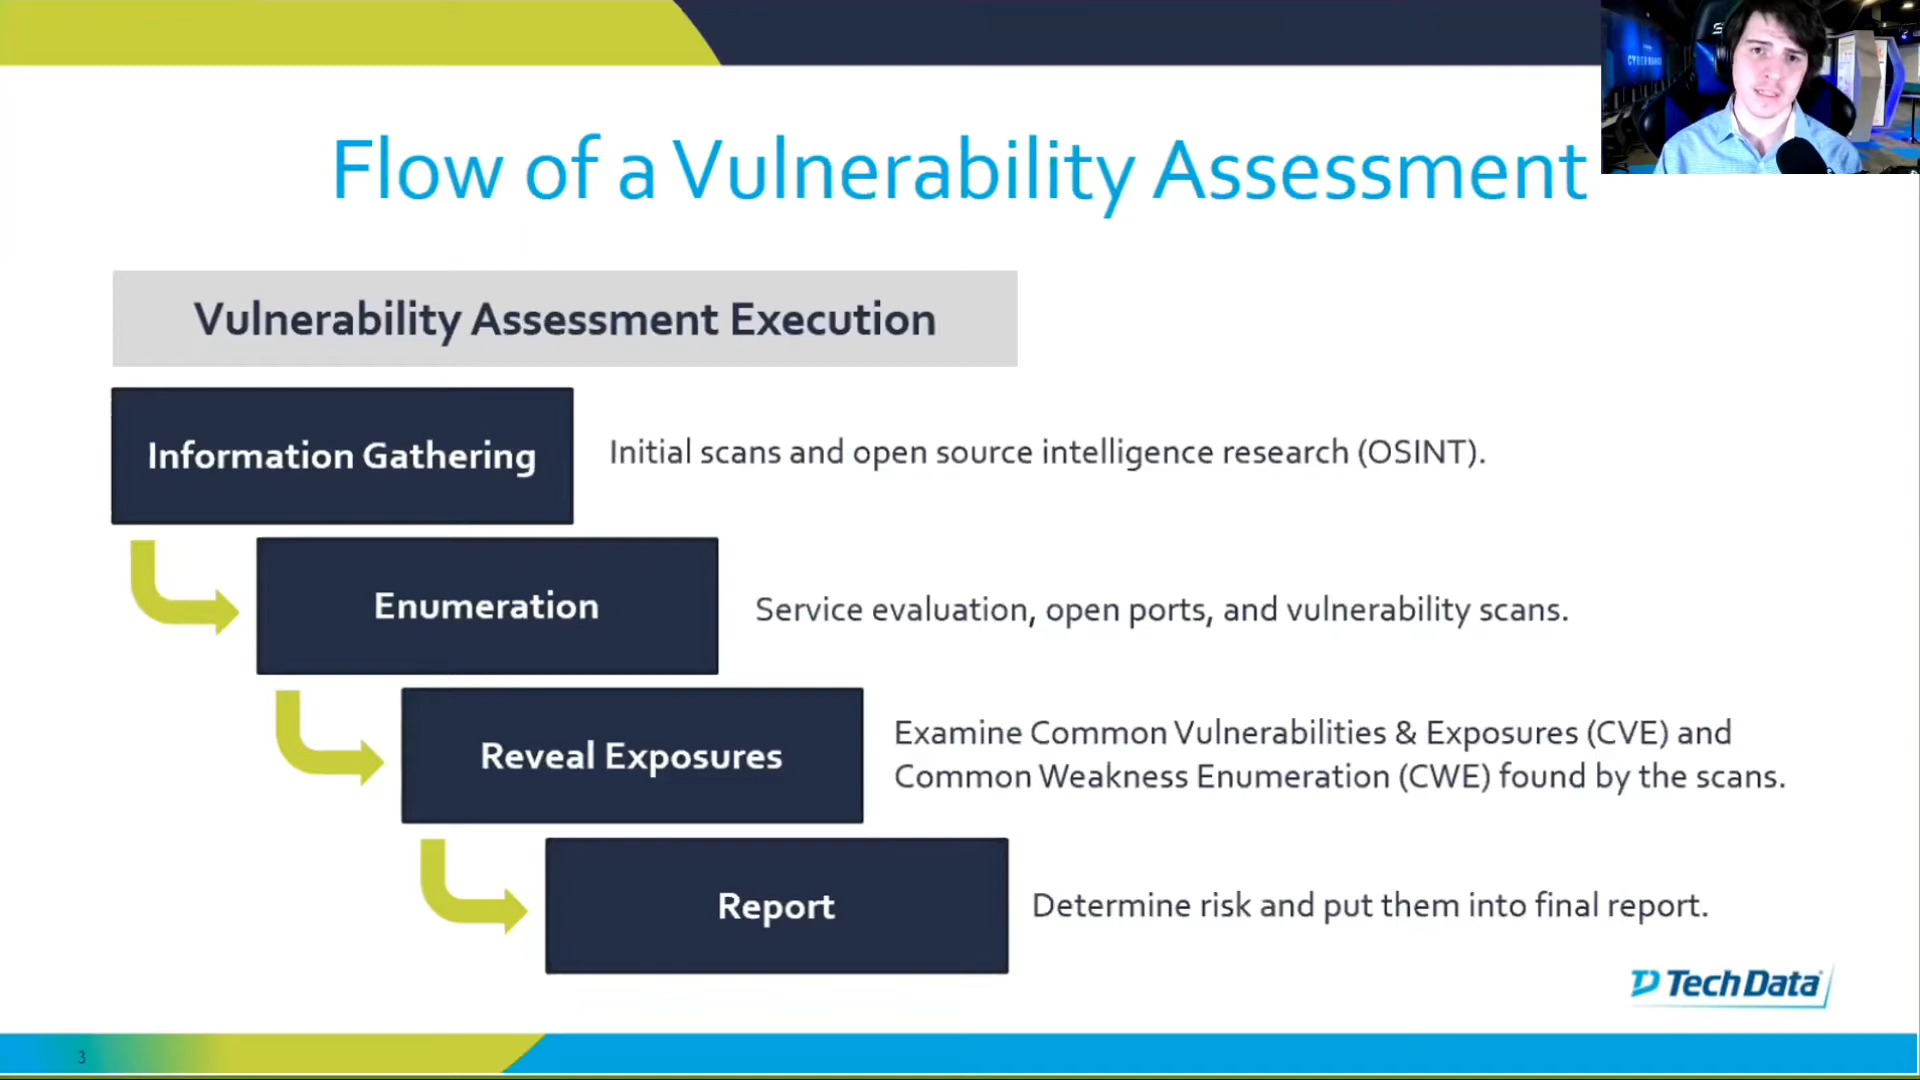 Flow of a Vulnerability Assessment
Vulnerability Assessment Execution
Information Gathering
Initial scans and open source intelligence research (OSINT).
Enumeration
Service evaluation, open ports, and vulnerability scans.
Reveal Exposures
Examine Common Vulnerabilities & Exposures (CVE) and
Common Weakness Enumeration (CWE) found by the scans.
Report
Determine risk and put them into final report.
Tech Data
3